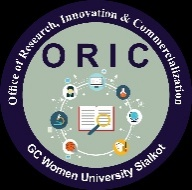 Office of Research, Innovation & Commercialization
ORIC
GC Women University Sialkot